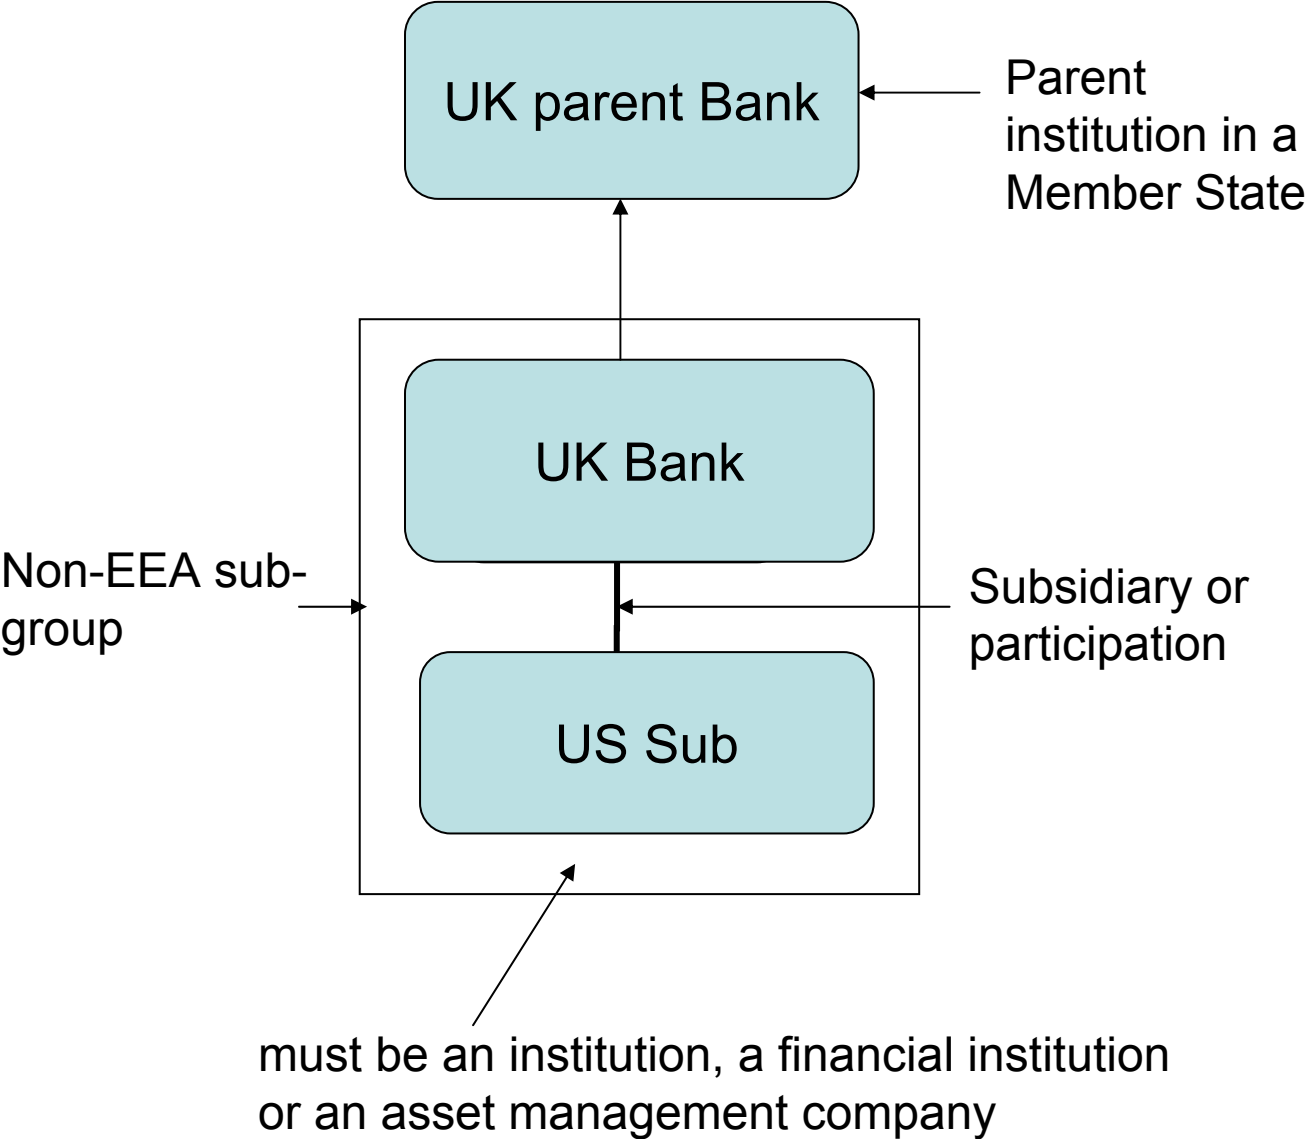 UK parent Bank
Parent
institution in a
Member State
UK Bank
Non-EEA sub-
group
Subsidiary or
participation
US Sub
must be an institution, a financial institution
or an asset management company